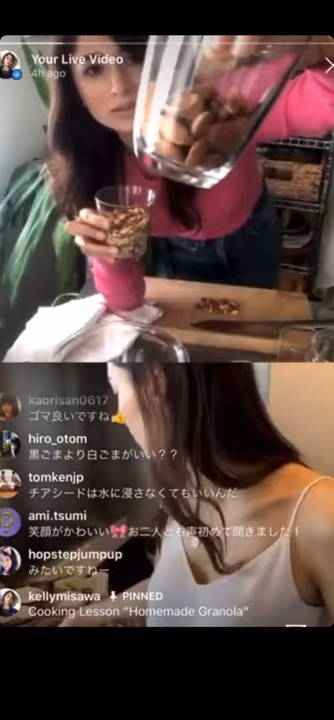 Your Live Video
4h ago
kaorisan0617
ゴマ良いですね👍
hiro_otom
黒ごまより白ごまがいい？？
tomkenjp
チアシードは水に浸さなくてもいいんだ
ami.tsumi
笑顔がかわいい🎀お二人とも声初めて聞きました！
hopstepjumpup
みたいですねー
kellymisawa 📌 PINNED
Cooking Lesson “Homemade Granola”